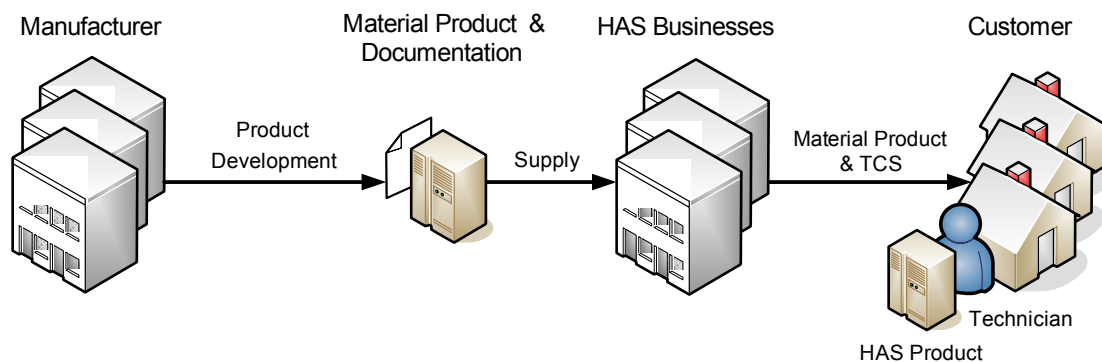 Manufacturer
Material Product &
Documentation
HAS Businesses
Customer
Product
Development
Supply
Material Product
& TCS
Technician
HAS Product